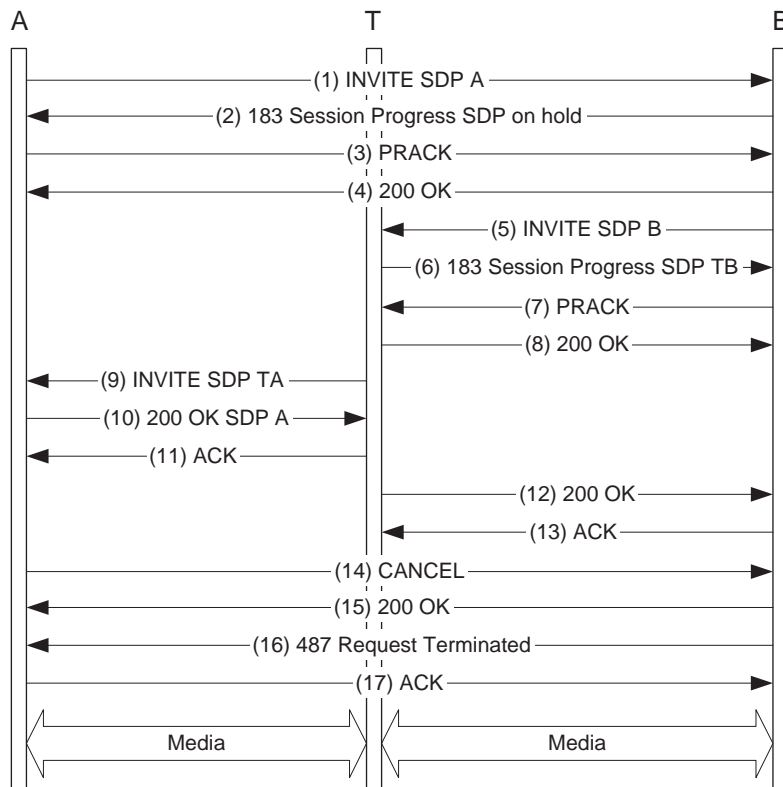 A T B
(1) INVITE SDP A
(2) 183 Session Progress SDP on hold
(3) PRACK
(4) 200 OK
(5) INVITE SDP B
(6) 183 Session Progress SDP TB
(7) PRACK
(8) 200 OK
(9) INVITE SDP TA
(10) 200 OK SDP A
(11) ACK
(12) 200 OK
(13) ACK
(14) CANCEL
(15) 200 OK
(16) 487 Request Terminated
(17) ACK
Media Media